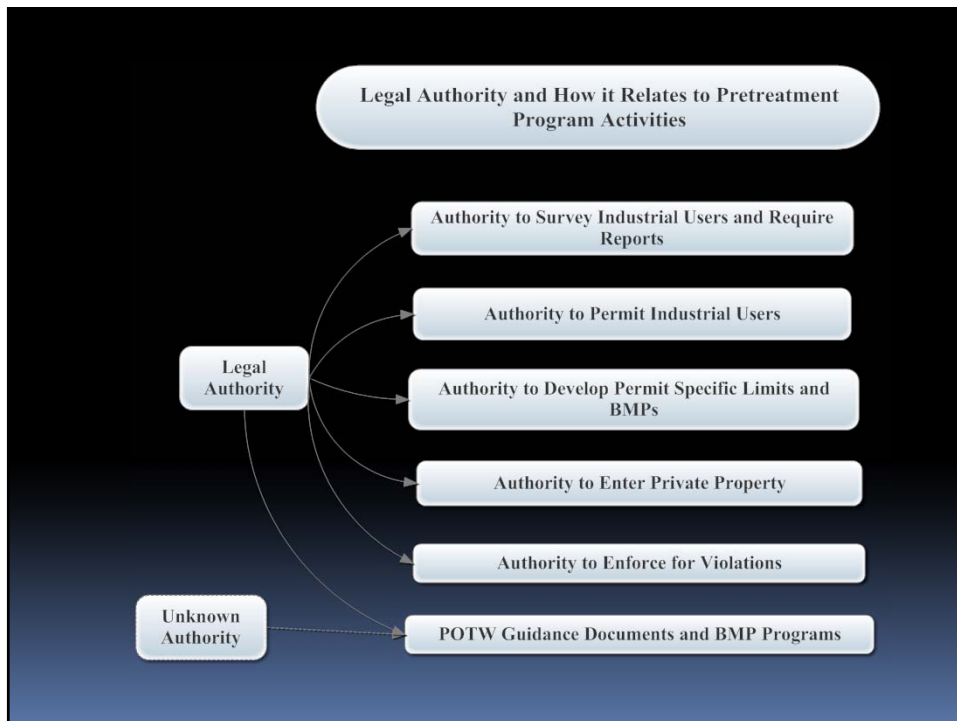 Legal Authority and How it Relates to Pretreatment
Program Activities
Authority to Survey Industrial Users and Require
Reports
Authority to Permit Industrial Users
Legal
Authority
Authority to Develop Permit Specific Limits and
BMPs
Authority to Enter Private Property
Authority to Enforce for Violations
Unknown
Authority
POTW Guidance Documents and BMP Programs